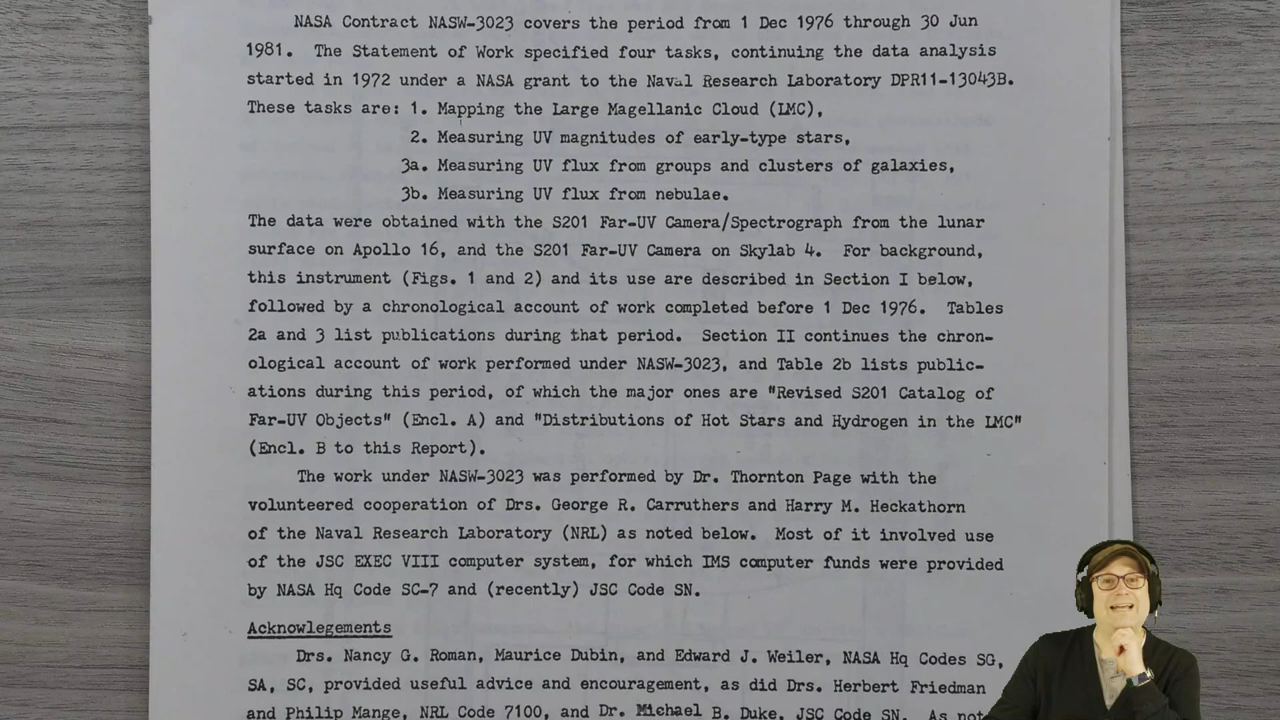 NASA Contract NASW-3023 covers the period from 1 Dec 1976 through 30 Jun
1981. The Statement of Work specified four tasks, continuing the data analysis
started in 1972 under a NASA grant to the Naval Research Laboratory DPR11-13043B.
These tasks are: 1. Mapping the Large Magellanic Cloud (LMC),
2. Measuring UV magnitudes of early-type stars,
3a. Measuring UV flux from groups and clusters of galaxies,
3b. Measuring UV flux from nebulae.
The data were obtained with the S201 Far-UV Camera/Spectrograph from the lunar
surface on Apollo 16, and the S201 Far-UV Camera on Skylab 4. For background,
this instrument (Figs. 1 and 2) and its use are described in Section I below,
followed by a chronological account of work completed before 1 Dec 1976. Tables
2a and 3 list publications during that period. Section II continues the chron-
ological account of work performed under NASW-3023, and Table 2b lists public-
ations during this period, of which the major ones are "Revised S201 Catalog of
Far-UV Objects" (Encl. A) and "Distributions of Hot Stars and Hydrogen in the LMC"
(Encl. B to this Report).
The work under NASW-3023 was performed by Dr. Thornton Page with the
volunteered cooperation of Drs. George R. Carruthers and Harry M. Heckathorn
of the Naval Research Laboratory (NRL) as noted below. Most of it involved use
of the JSC EXEC VIII computer system, for which IMS computer funds were provided
by NASA Hq Code SC-7 and (recently) JSC Code SN.
Acknowlegements
Drs. Nancy G. Roman, Maurice Dubin, and Edward J. Weiler, NASA Hq Codes SG,
SA, SC, provided useful advice and encouragement, as did Drs. Herbert Friedman
and Philip Mange, NRL Code 7100, and Dr. Michael B. Duke, JSC Code SN. As